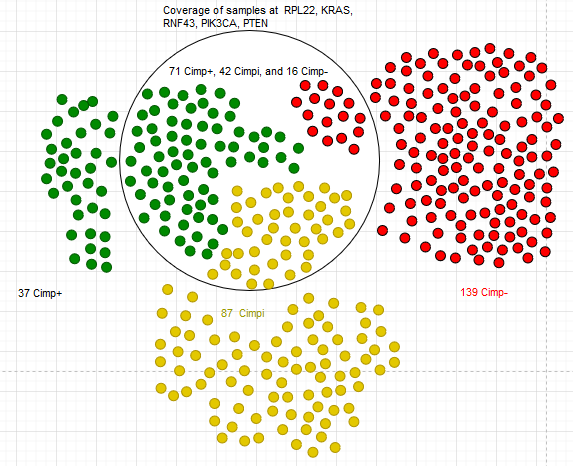 Coverage of samples at RPL22, KRAS,
RNF43, PIK3CA, PTEN
71 Cimp+, 42 Cimpi, and 16 Cimp-
37 Cimp+
139 Cimp-
87 Cimpi